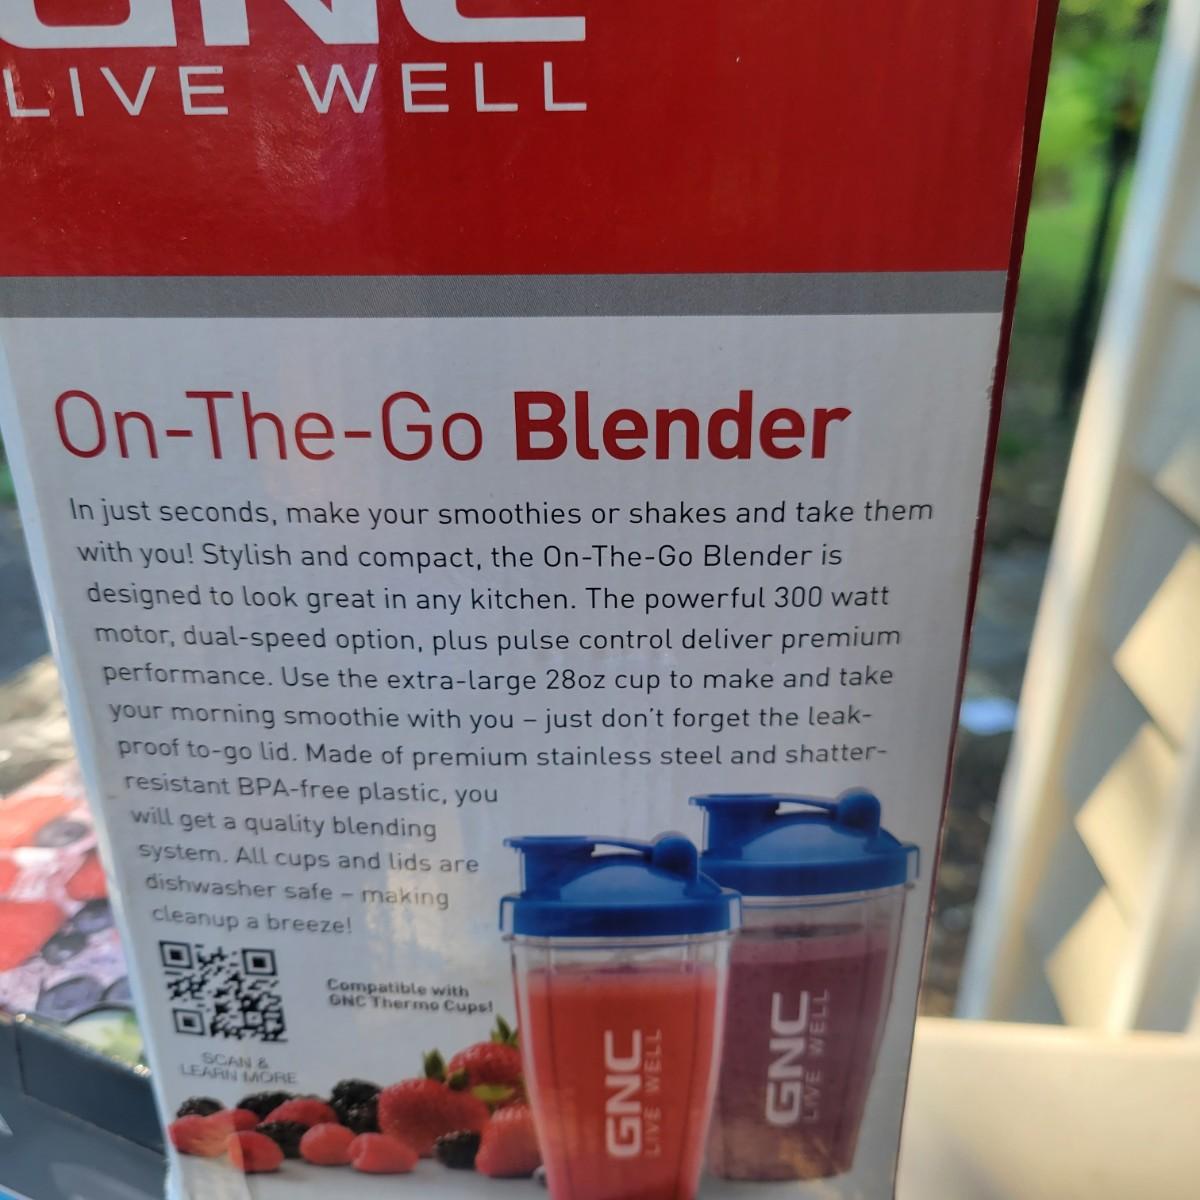 GNC
LIVE WELL
On-The-Go Blender
In just seconds, make your smoothies or shakes and take them
with you! Stylish and compact, the On-The-Go Blender is
designed to look great in any kitchen. The powerful 300 watt
motor, dual-speed option, plus pulse control deliver premium
performance. Use the extra-large 28oz cup to make and take
your morning smoothie with you – just don't forget the leak-
proof to-go lid. Made of premium stainless steel and shatter-
resistant BPA-free plastic, you
will get a quality blending
system. All cups and lids are
dishwasher safe – making
cleanup a breeze!
Compatible with
GNC Thermo Cups!
SCAN &
LEARN MORE
GNC
LIVE WELL
GNC
LIVE WELL